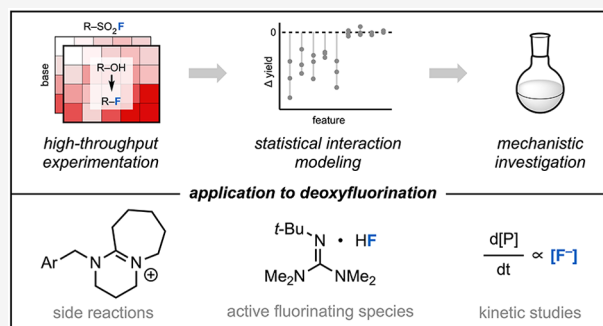 R–SO2F
base
R–OH
R–F
0
Δ yield
feature
high-throughput
experimentation
statistical interaction
modeling
mechanistic
investigation
application to deoxyfluorination
Ar
N
N
+
t-Bu
N • HF
Me2N
NMe2
d[P]
dt
∝ [F–]
side reactions
active fluorinating species
kinetic studies